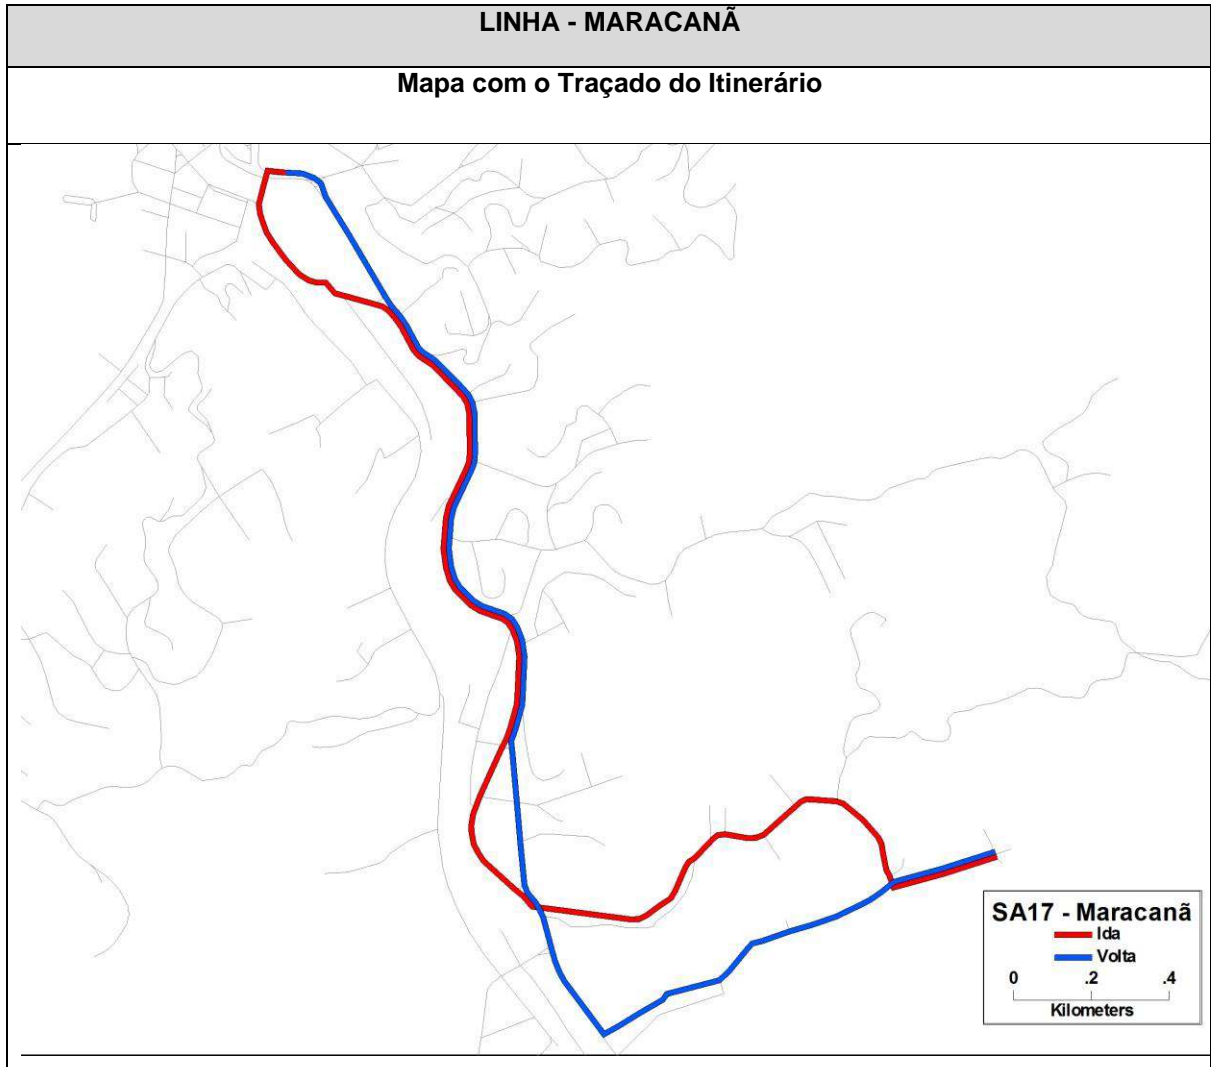 LINHA - MARACANÃ
Mapa com o Traçado do Itinerário
SA17 - Maracanã
Ida
Volta
0 .2 .4
Kilometers